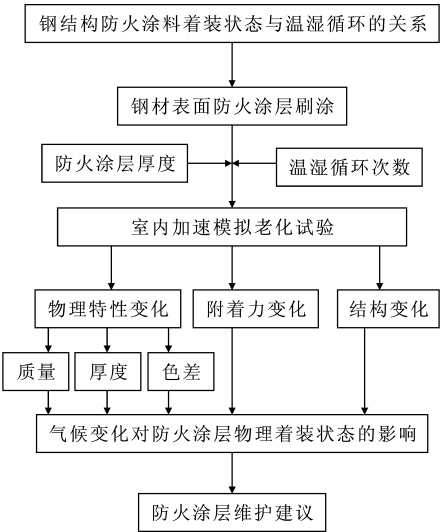 钢结构防火涂料着装状态与温湿循环的关系
钢材表面防火涂层刷涂
防火涂层厚度
温湿循环次数
室内加速模拟老化试验
物理特性变化
附着力变化
结构变化
质量
厚度
色差
气候变化对防火涂层物理着装状态的影响
防火涂层维护建议